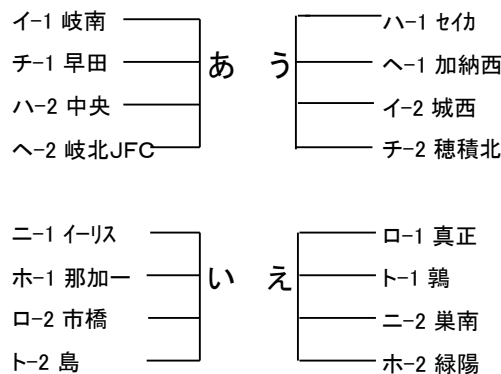 イ-1 岐南
チ-1 早田
ハ-2 中央
ヘ-2 岐北JFC
あ
う
ハ-1 セイカ
ヘ-1 加納西
イ-2 城西
チ-2 穂積北
ニ-1 イーリス
ホ-1 那加一
ロ-2 市橋
ト-2 島
い
え
ロ-1 真正
ト-1 鶉
ニ-2 巣南
ホ-2 緑陽